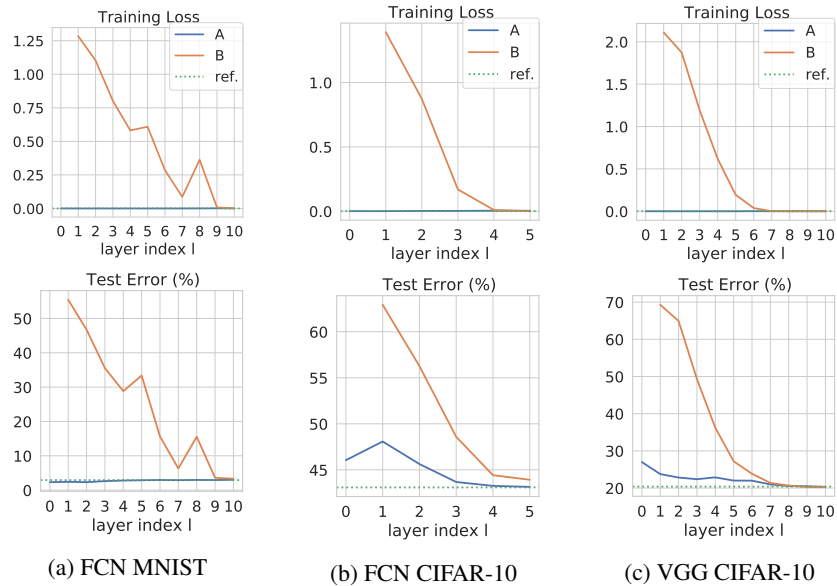 Training Loss
1.25
1.00
0.75
0.50
0.25
0.00
A
B
ref.
0 1 2 3 4 5 6 7 8 9 10
layer index l
Training Loss
1.0
0.5
0.0
A
B
ref.
0 1 2 3 4 5
layer index l
Training Loss
2.0
1.5
1.0
0.5
0.0
A
B
ref.
0 1 2 3 4 5 6 7 8 9 10
layer index l
Test Error (%)
50
40
30
20
10
0
0 1 2 3 4 5 6 7 8 9 10
layer index l
(a) FCN MNIST
Test Error (%)
60
55
50
45
0 1 2 3 4 5
layer index l
(b) FCN CIFAR-10
Test Error (%)
70
60
50
40
30
20
0 1 2 3 4 5 6 7 8 9 10
layer index l
(c) VGG CIFAR-10